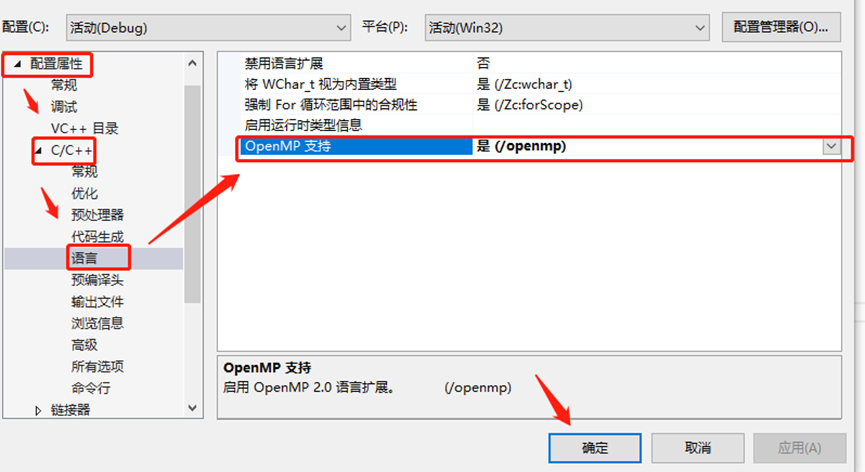 配置(C): 活动(Debug) 平台(P): 活动(Win32) 配置管理器(O)...
配置属性
常规
调试
VC++ 目录
C/C++
常规
优化
预处理器
代码生成
语言
预编译头
输出文件
浏览信息
高级
所有选项
命令行
链接器
禁用语言扩展 否
将 WChar_t 视为内置类型 是 (/Zc:wchar_t)
强制 For 循环范围中的合规性 是 (/Zc:forScope)
启用运行时类型信息
OpenMP 支持 是 (/openmp)
OpenMP 支持
启用 OpenMP 2.0 语言扩展。 (/openmp)
确定 取消 应用(A)